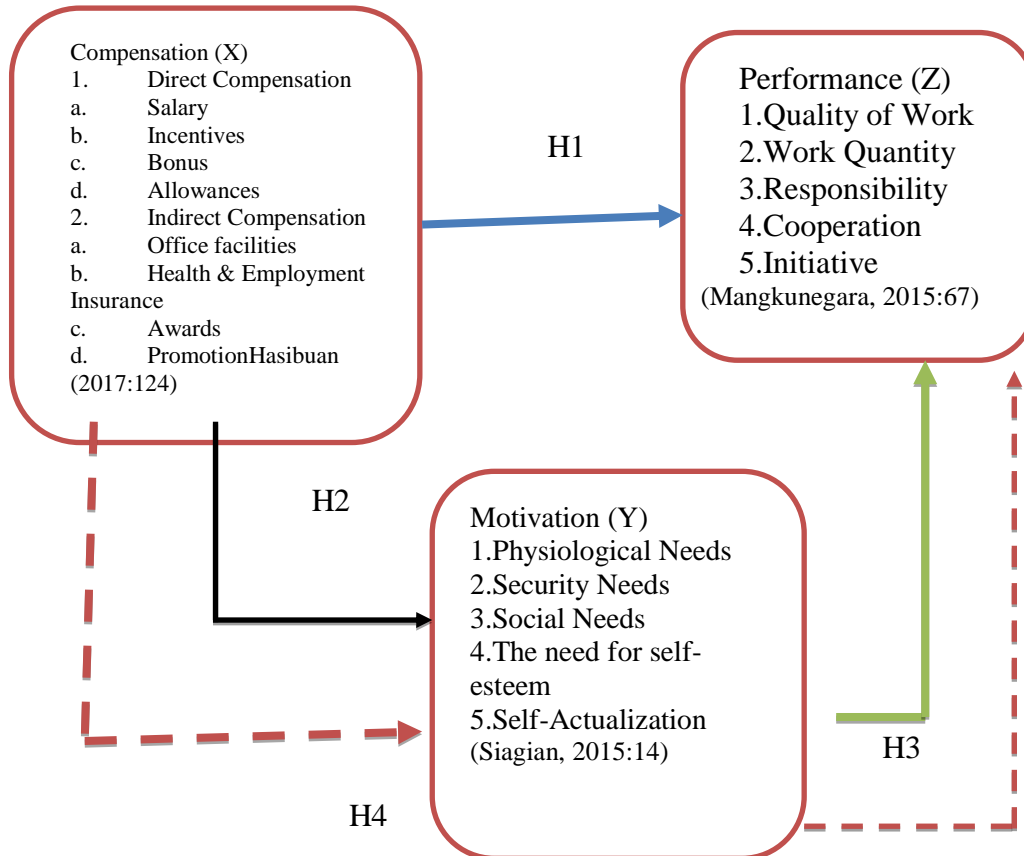 Compensation (X)
1. Direct Compensation
a. Salary
b. Incentives
c. Bonus
d. Allowances
2. Indirect Compensation
a. Office facilities
b. Health & Employment
Insurance
c. Awards
d. PromotionHasibuan
(2017:124)
H1
Performance (Z)
1.Quality of Work
2.Work Quantity
3.Responsibility
4.Cooperation
5.Initiative
(Mangkunegara, 2015:67)
H2
Motivation (Y)
1.Physiological Needs
2.Security Needs
3.Social Needs
4.The need for self-
esteem
5.Self-Actualization
(Siagian, 2015:14)
H3
H4